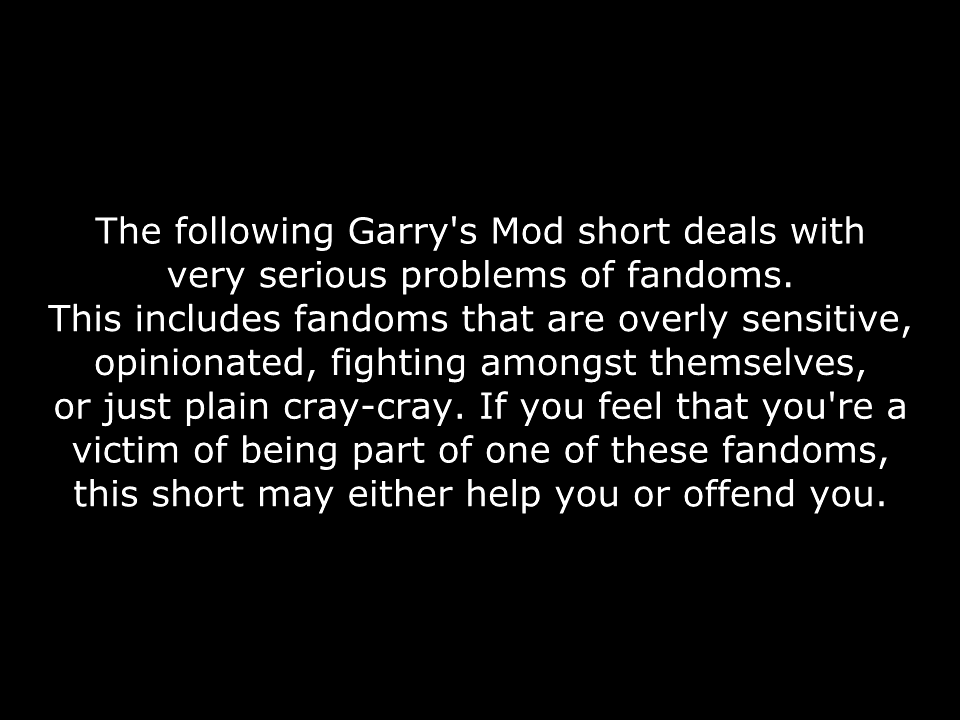 The following Garry's Mod short deals with
very serious problems of fandoms.
This includes fandoms that are overly sensitive,
opinionated, fighting amongst themselves,
or just plain cray-cray. If you feel that you're a
victim of being part of one of these fandoms,
this short may either help you or offend you.